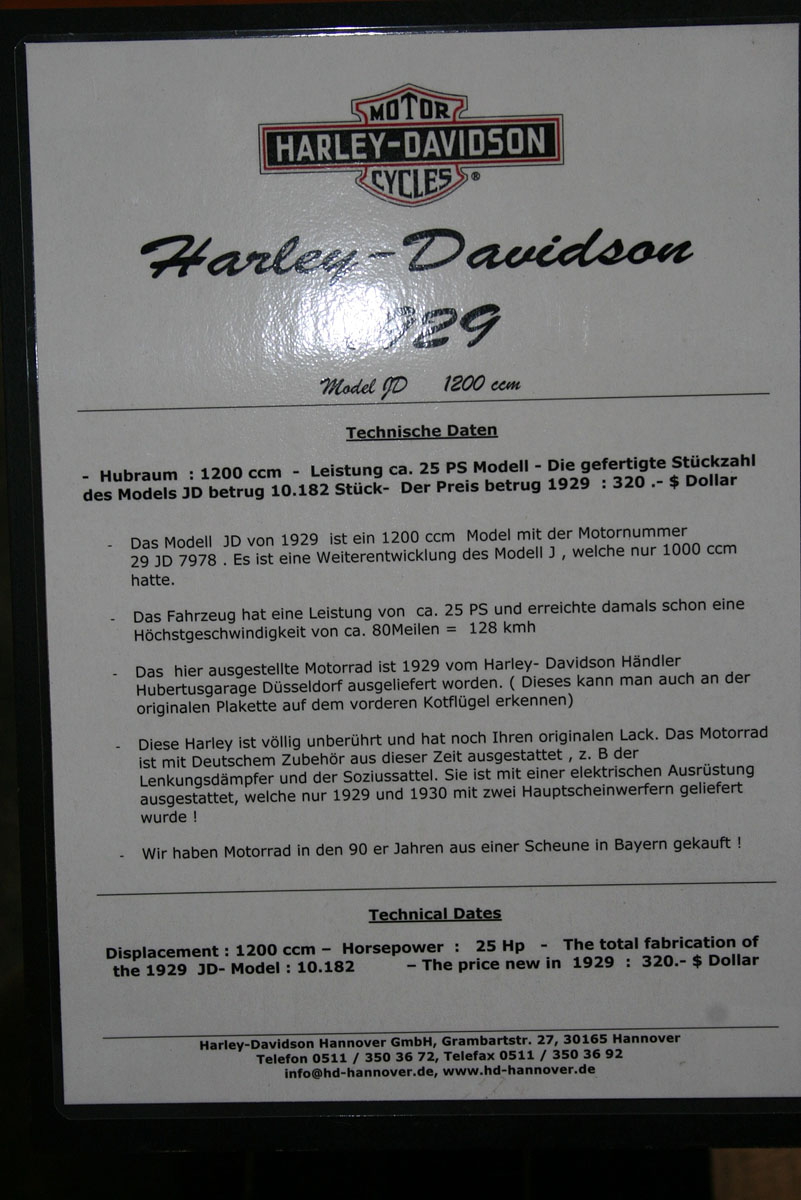 MOTOR
HARLEY-DAVIDSON
CYCLES®
Harley-Davidson
1929
Model JD 1200 ccm
Technische Daten
- Hubraum : 1200 ccm - Leistung ca. 25 PS Modell - Die gefertigte Stückzahl
des Models JD betrug 10.182 Stück- Der Preis betrug 1929 : 320 .- $ Dollar
- Das Modell JD von 1929 ist ein 1200 ccm Model mit der Motornummer
29 JD 7978 . Es ist eine Weiterentwicklung des Modell J , welche nur 1000 ccm
hatte.
- Das Fahrzeug hat eine Leistung von ca. 25 PS und erreichte damals schon eine
Höchstgeschwindigkeit von ca. 80Meilen = 128 kmh
- Das hier ausgestellte Motorrad ist 1929 vom Harley- Davidson Händler
Hubertusgarage Düsseldorf ausgeliefert worden. ( Dieses kann man auch an der
originalen Plakette auf dem vorderen Kotflügel erkennen)
- Diese Harley ist völlig unberührt und hat noch Ihren originalen Lack. Das Motorrad
ist mit Deutschem Zubehör aus dieser Zeit ausgestattet , z. B der
Lenkungsdämpfer und der Soziussattel. Sie ist mit einer elektrischen Ausrüstung
ausgestattet, welche nur 1929 und 1930 mit zwei Hauptscheinwerfern geliefert
wurde !
- Wir haben Motorrad in den 90 er Jahren aus einer Scheune in Bayern gekauft !
Technical Dates
Displacement : 1200 ccm – Horsepower : 25 Hp - The total fabrication of
the 1929 JD- Model : 10.182 – The price new in 1929 : 320.- $ Dollar
Harley-Davidson Hannover GmbH, Grambartstr. 27, 30165 Hannover
Telefon 0511 / 350 36 72, Telefax 0511 / 350 36 92
info@hd-hannover.de, www.hd-hannover.de